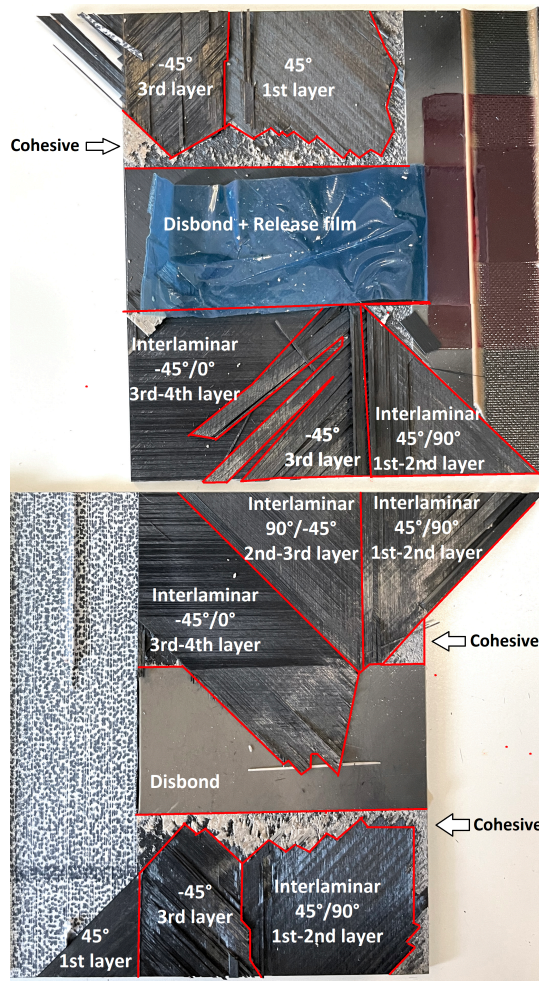 -45°
3rd layer
45°
1st layer
Cohesive
Disbond + Release film
Interlaminar
-45°/0°
3rd-4th layer
-45°
3rd layer
Interlaminar
45°/90°
1st-2nd layer
Interlaminar
90°/-45°
2nd-3rd layer
Interlaminar
45°/90°
1st-2nd layer
Interlaminar
-45°/0°
3rd-4th layer
Cohesive
Disbond
Cohesive
-45°
3rd layer
Interlaminar
45°/90°
1st-2nd layer
45°
1st layer